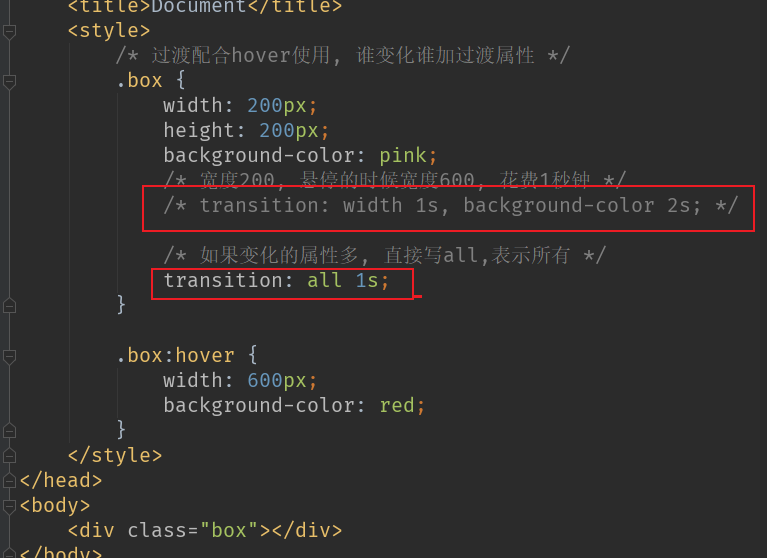 <title>Document</title>
<style>
/* 过渡配合hover使用, 谁变化谁加过渡属性 */
.box {
width: 200px;
height: 200px;
background-color: pink;
/* 宽度200, 悬停的时候宽度600, 花费1秒钟 */
/* transition: width 1s, background-color 2s; */
/* 如果变化的属性多, 直接写all,表示所有 */
transition: all 1s;
}
.box:hover {
width: 600px;
background-color: red;
}
</style>
</head>
<body>
<div class="box"></div>
</body>